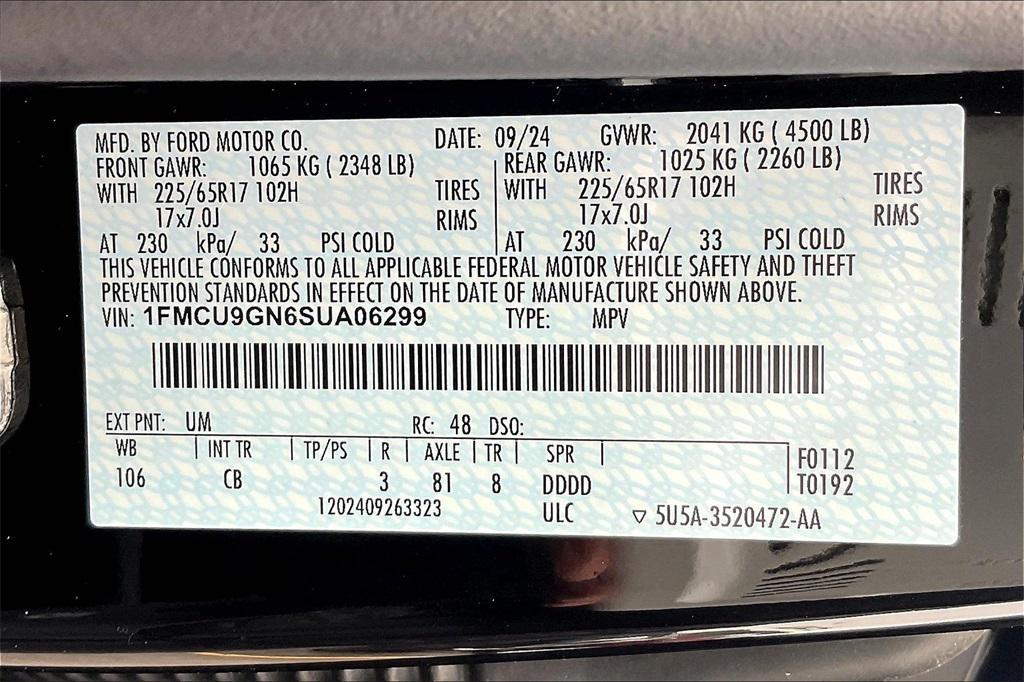 MFD. BY FORD MOTOR CO. DATE: 09/24 GVWR: 2041 KG ( 4500 LB)
FRONT GAWR: 1065 KG ( 2348 LB) REAR GAWR: 1025 KG ( 2260 LB)
WITH 225/65R17 102H TIRES WITH 225/65R17 102H TIRES
17x7.0J RIMS 17x7.0J RIMS
AT 230 kPa/ 33 PSI COLD AT 230 kPa/ 33 PSI COLD
THIS VEHICLE CONFORMS TO ALL APPLICABLE FEDERAL MOTOR VEHICLE SAFETY AND THEFT
PREVENTION STANDARDS IN EFFECT ON THE DATE OF MANUFACTURE SHOWN ABOVE.
VIN: 1FMCU9GN6SUA06299 TYPE: MPV
EXT PNT: UM RC: 48 DSO:
WB | INT TR | TP/PS | R | AXLE | TR | SPR | F0112
106 CB 3 81 8 DDDD T0192
1202409263323 ULC ▽ 5U5A-3520472-AA